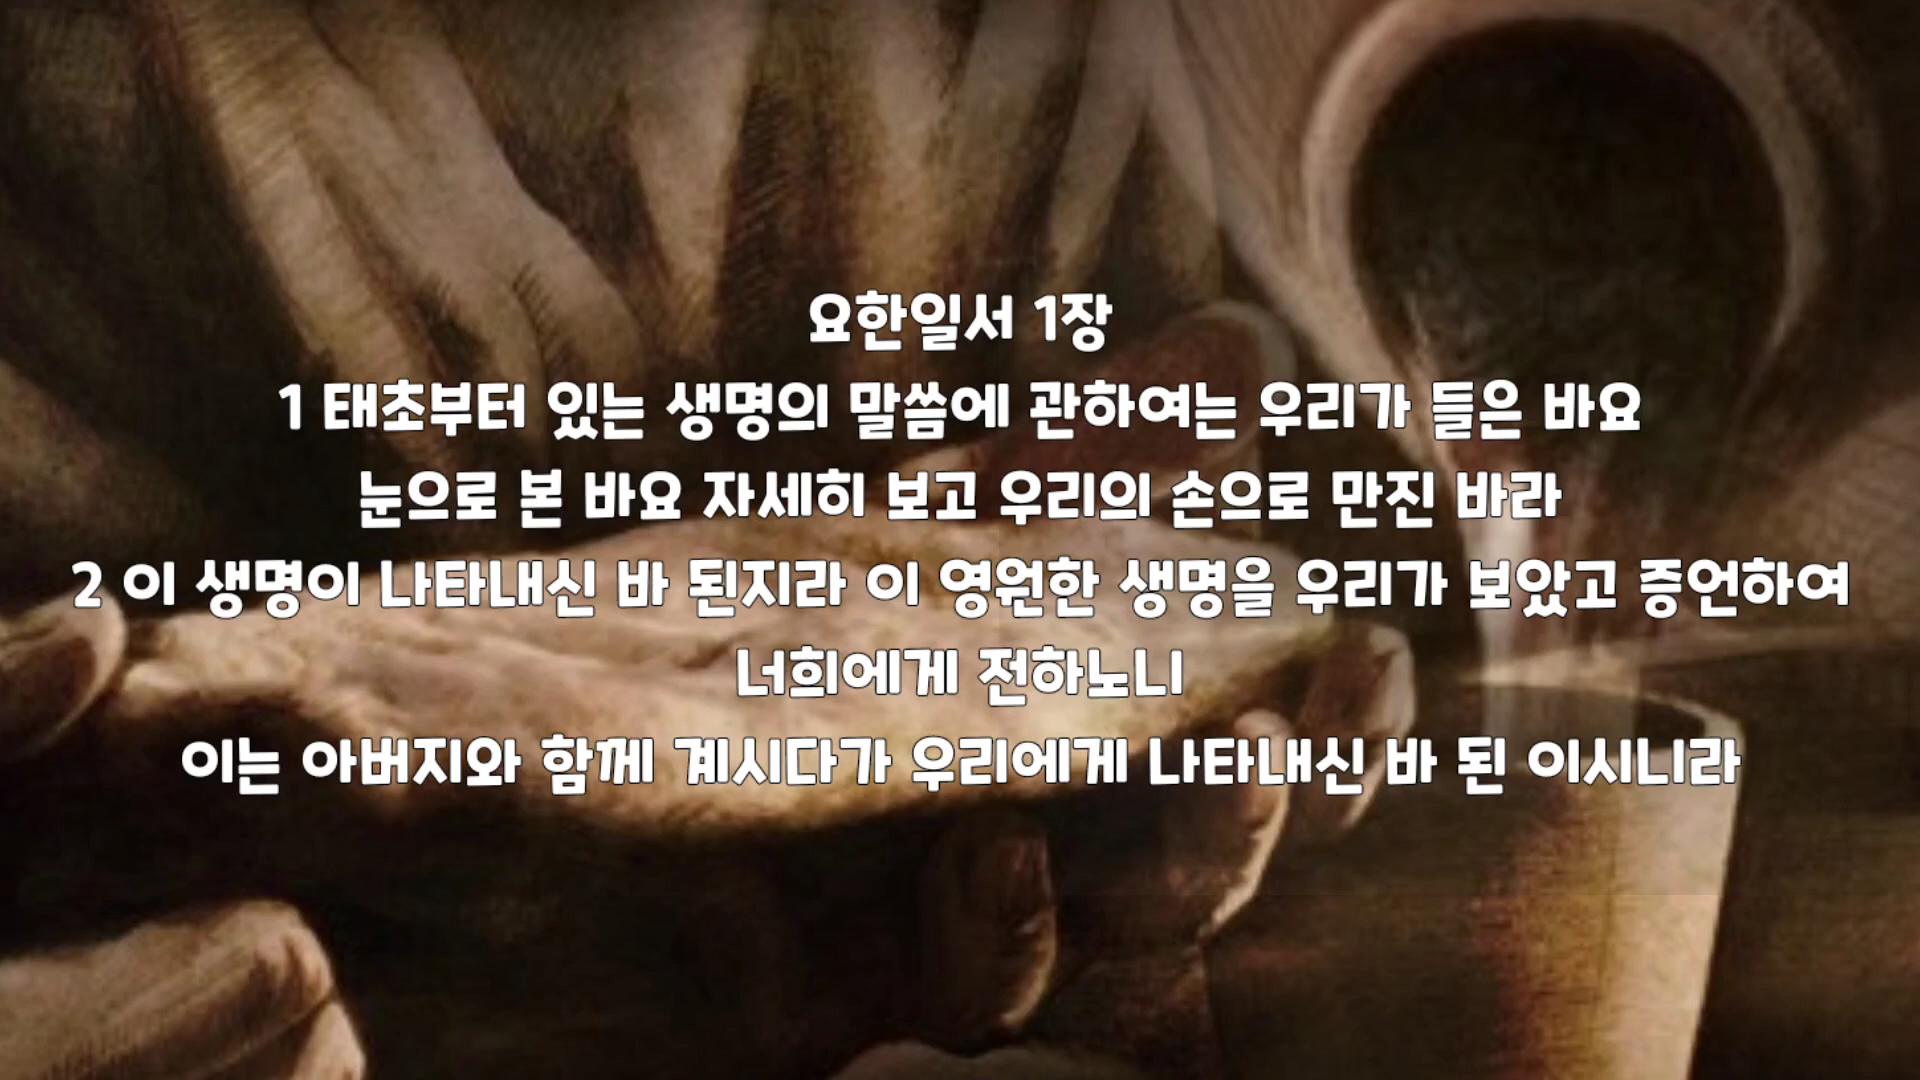 요한일서 1장
1 태초부터 있는 생명의 말씀에 관하여는 우리가 들은 바요
눈으로 본 바요 자세히 보고 우리의 손으로 만진 바라
2 이 생명이 나타내신 바 된지라 이 영원한 생명을 우리가 보았고 증언하여
너희에게 전하노니
이는 아버지와 함께 계시다가 우리에게 나타내신 바 된 이시니라